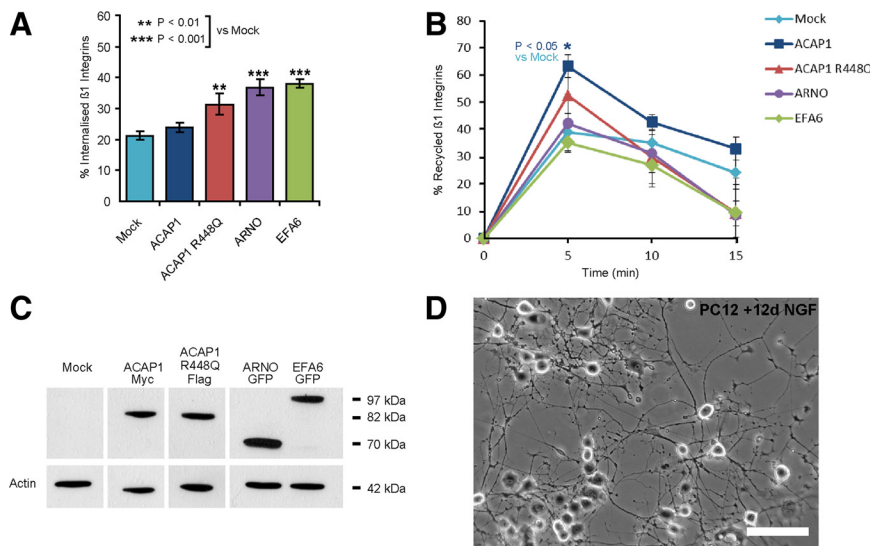 A
** P < 0.01
*** P < 0.001
vs Mock
% Internalised ß1 Integrins
60
50
40
30
20
10
0
** *** ***
Mock
ACAP1
ACAP1 R448Q
ARNO
EFA6
B
P < 0.05 *
vs Mock
% Recycled ß1 Integrins
80
70
60
50
40
30
20
10
0
0 5 10 15
Time (min)
Mock
ACAP1
ACAP1 R448Q
ARNO
EFA6
C
Mock
ACAP1
Myc
ACAP1
R448Q
Flag
ARNO
GFP
EFA6
GFP
97 kDa
82 kDa
70 kDa
Actin
42 kDa
D
PC12 +12d NGF